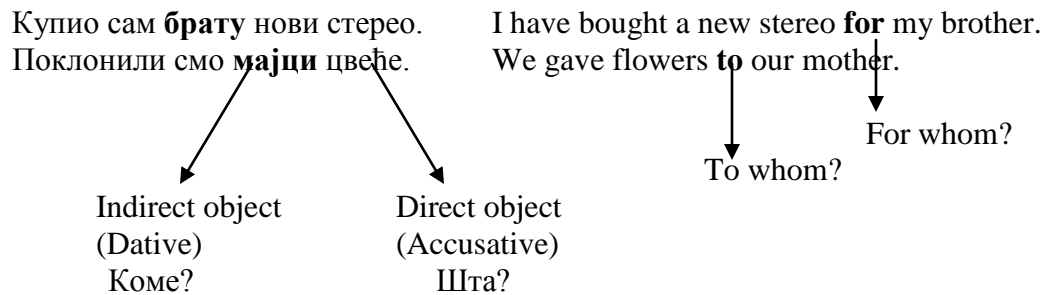 Купио сам брату нови стерео. I have bought a new stereo for my brother.
Поклонили смо мајци цвеће. We gave flowers to our mother.
For whom?
To whom?
Indirect object Direct object
(Dative) (Accusative)
Коме? Шта?